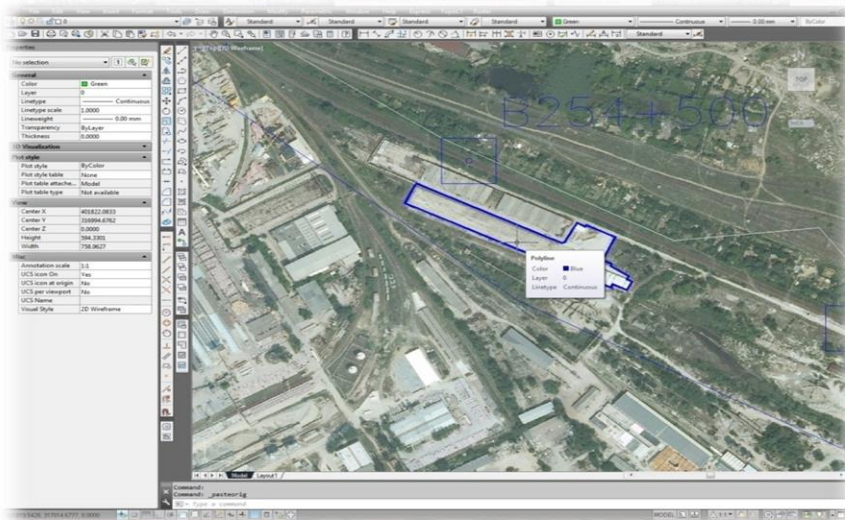 Standard
Standard
Standard
Standard
Green
Continuous
0.00 mm
ByColor
Standard
No selection
General
Color Green
Layer 0
Linetype Continuous
Linetype scale 1.0000
Lineweight 0.00 mm
Transparency ByLayer
Thickness 0.0000
3D Visualization
Plot style
Plot style ByColor
Plot style table None
Plot table attache... Model
Plot table type Not available
View
Center X 401822.0833
Center Y 316994.6762
Center Z 0.0000
Height 594.3301
Width 758.9627
Misc
Annotation scale 1:1
UCS icon On Yes
UCS icon at origin No
UCS per viewport No
UCS Name
Visual Style 2D Wireframe
TOP
B254+500
Polyline
Color Blue
Layer 0
Linetype Continuous
Model Layout1
Command:
Command: _pasteorig
Type a command
MODEL
1:1